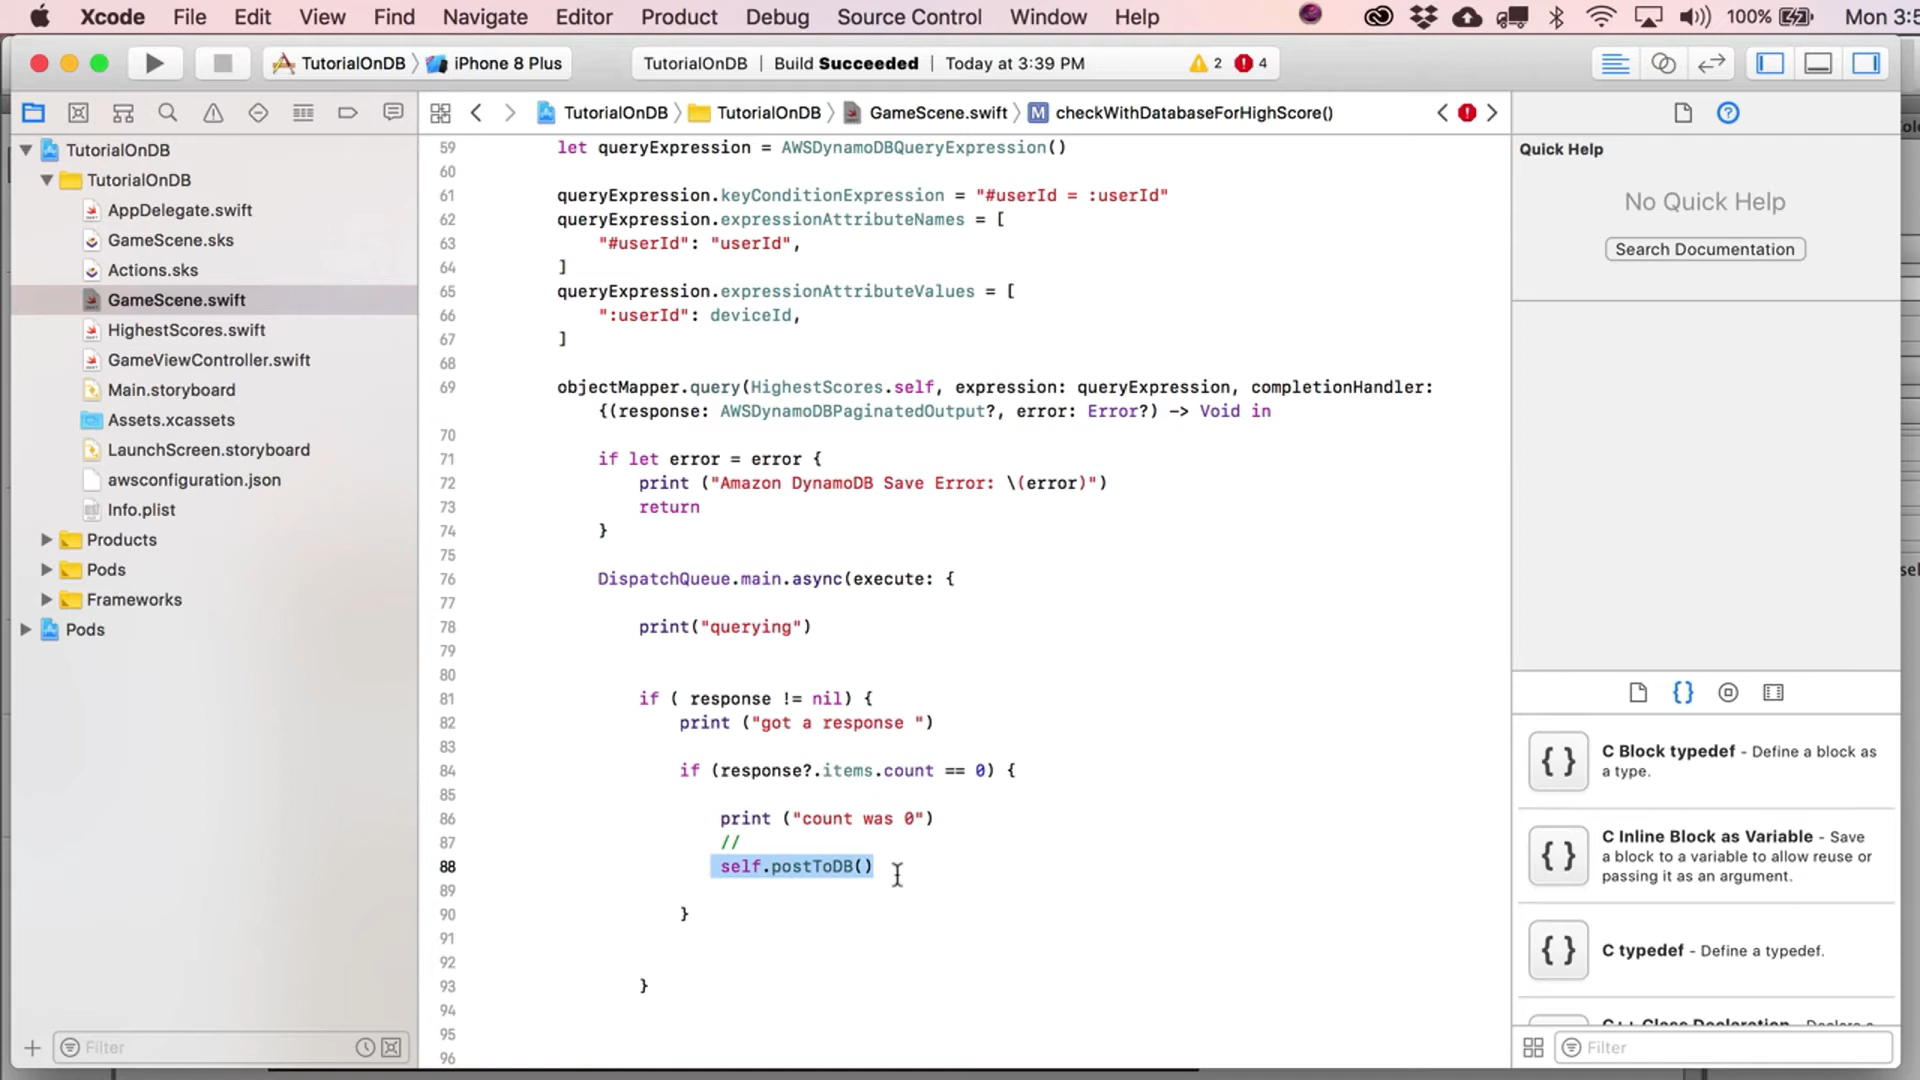 Xcode File Edit View Find Navigate Editor Product Debug Source Control Window Help 100% Mon 3:5
TutorialOnDB iPhone 8 Plus TutorialOnDB | Build Succeeded | Today at 3:39 PM 2 4
TutorialOnDB TutorialOnDB GameScene.swift M checkWithDatabaseForHighScore()
TutorialOnDB
TutorialOnDB
AppDelegate.swift
GameScene.sks
Actions.sks
GameScene.swift
HighestScores.swift
GameViewController.swift
Main.storyboard
Assets.xcassets
LaunchScreen.storyboard
awsconfiguration.json
Info.plist
Products
Pods
Frameworks
Pods
Filter
59 let queryExpression = AWSDynamoDBQueryExpression()
60
61 queryExpression.keyConditionExpression = "#userId = :userId"
62 queryExpression.expressionAttributeNames = [
63 "#userId": "userId",
64 ]
65 queryExpression.expressionAttributeValues = [
66 ":userId": deviceId,
67 ]
68
69 objectMapper.query(HighestScores.self, expression: queryExpression, completionHandler:
{(response: AWSDynamoDBPaginatedOutput?, error: Error?) -> Void in
70
71 if let error = error {
72 print ("Amazon DynamoDB Save Error: \(error)")
73 return
74 }
75
76 DispatchQueue.main.async(execute: {
77
78 print("querying")
79
80
81 if ( response != nil) {
82 print ("got a response ")
83
84 if (response?.items.count == 0) {
85
86 print ("count was 0")
87 //
88 self.postToDB()
89
90 }
91
92
93 }
94
95
96
Quick Help
No Quick Help
Search Documentation
{} C Block typedef - Define a block as
a type.
{} C Inline Block as Variable - Save
a block to a variable to allow reuse or
passing it as an argument.
{} C typedef - Define a typedef.
Filter